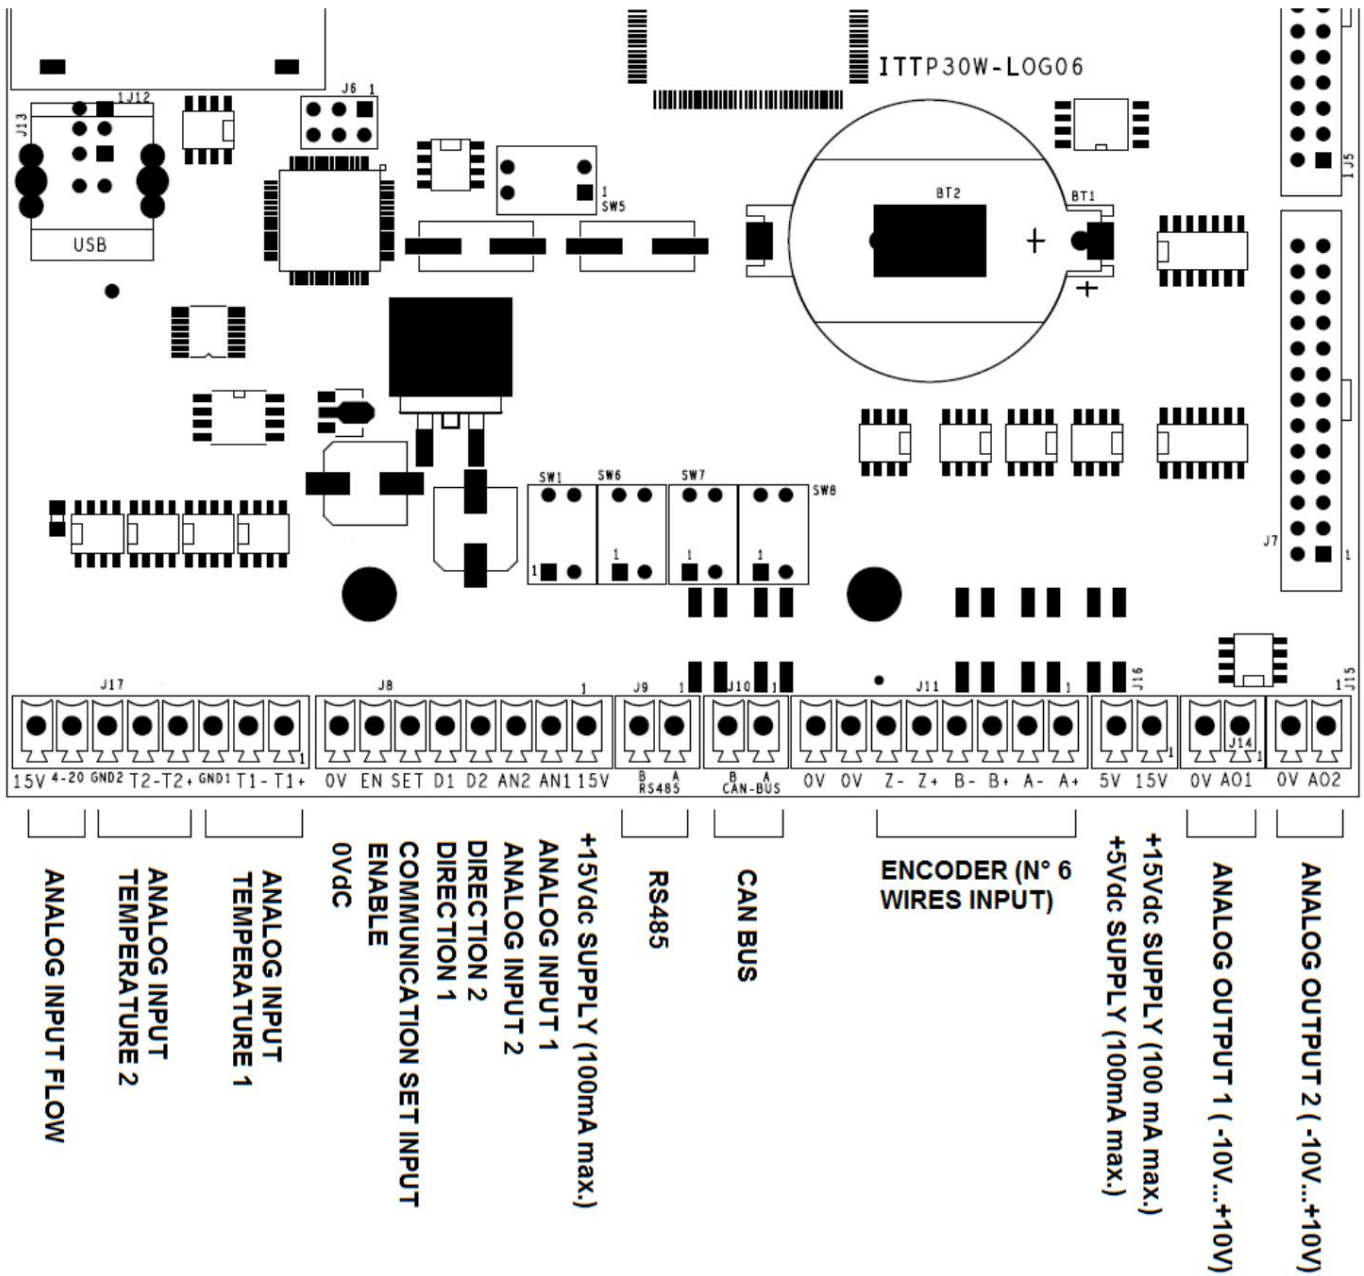 ITTP30W-LOG06
J6 1
1J12
J13
USB
1
SW5
BT2
BT1
+
+
J5
SW1
SW6
SW7
SW8
1
1
1
1
J7
1
J17
J8
1
J9
1
J10
1
J11
1
J16
J14
1
J15
1
1
1
15V 4-20 GND2 T2- T2+ GND1 T1- T1+
0V EN SET D1 D2 AN2 AN1 15V
B A
RS485
B A
CAN-BUS
0V 0V Z- Z+ B- B+ A- A+
5V 15V
0V AO1
0V AO2
ANALOG INPUT FLOW
ANALOG INPUT
TEMPERATURE 2
ANALOG INPUT
TEMPERATURE 1
0VdC
ENABLE
COMMUNICATION SET INPUT
DIRECTION 1
DIRECTION 2
ANALOG INPUT 2
ANALOG INPUT 1
+15Vdc SUPPLY (100mA max.)
RS485
CAN BUS
ENCODER (N° 6
WIRES INPUT)
+5Vdc SUPPLY (100mA max.)
+15Vdc SUPPLY (100 mA max.)
ANALOG OUTPUT 1 ( -10V...+10V)
ANALOG OUTPUT 2 ( -10V...+10V)